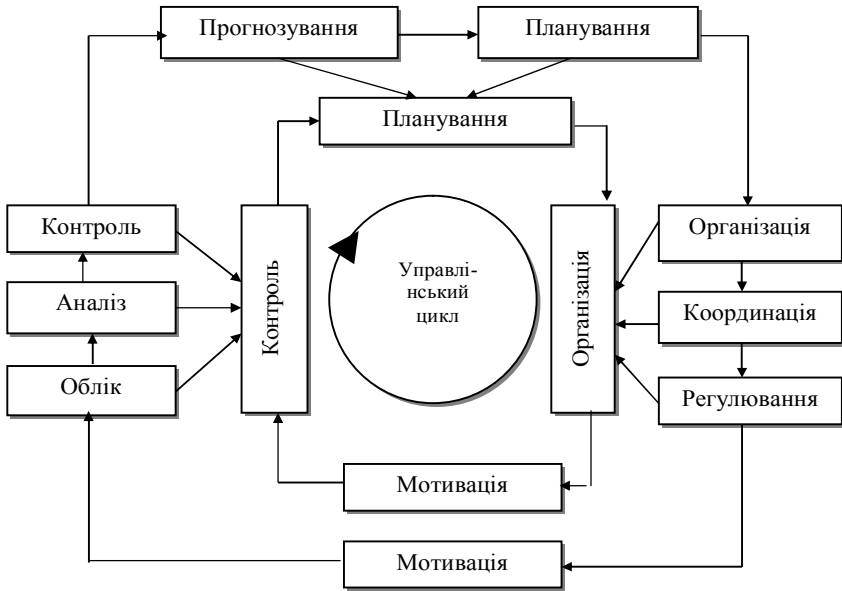 Прогнозування
Планування
Планування
Контроль
Аналіз
Облік
Контроль
Управлі-
нський
цикл
Організація
Організація
Координація
Регулювання
Мотивація
Мотивація